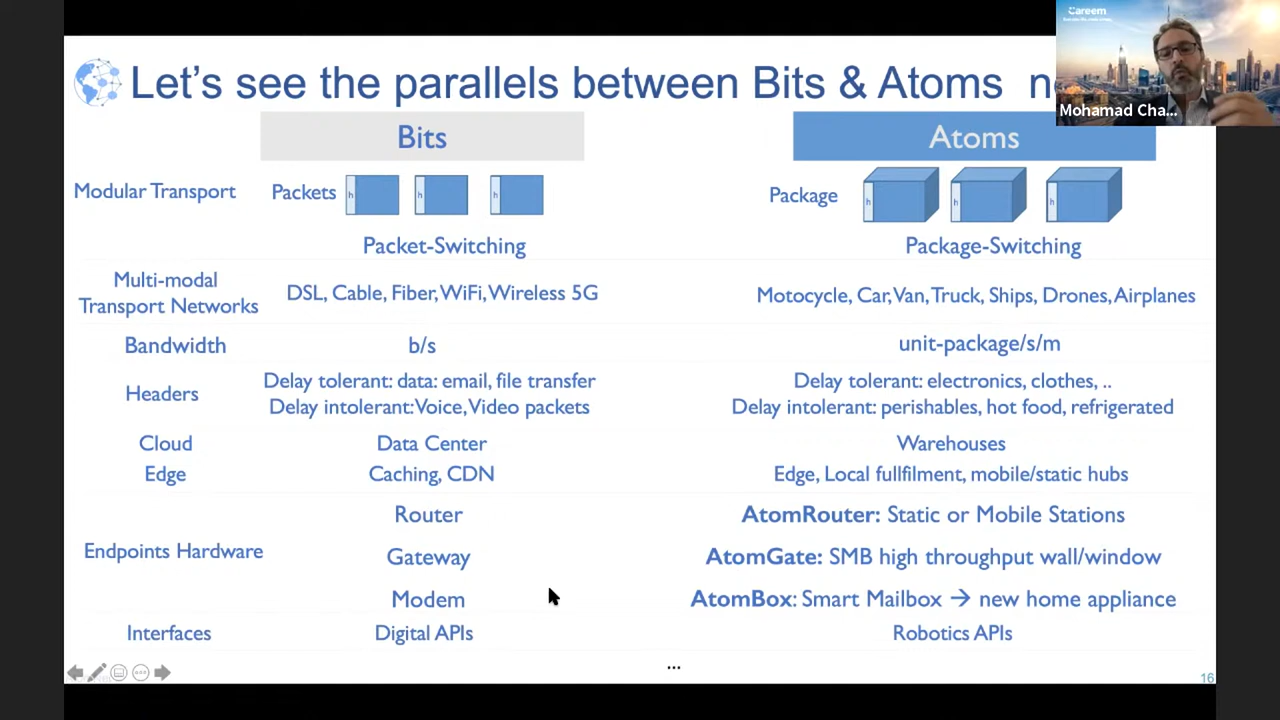 Careem
Let's see the parallels between Bits & Atoms n
Mohamad Cha...
Bits
Atoms
Modular Transport
Packets
h
h
h
Package
h
h
h
Packet-Switching
Package-Switching
Multi-modal
Transport Networks
DSL, Cable, Fiber, WiFi, Wireless 5G
Motocycle, Car, Van, Truck, Ships, Drones, Airplanes
Bandwidth
b/s
unit-package/s/m
Headers
Delay tolerant: data: email, file transfer
Delay intolerant: Voice, Video packets
Delay tolerant: electronics, clothes, ..
Delay intolerant: perishables, hot food, refrigerated
Cloud
Data Center
Warehouses
Edge
Caching, CDN
Edge, Local fullfilment, mobile/static hubs
Endpoints Hardware
Router
AtomRouter: Static or Mobile Stations
Gateway
AtomGate: SMB high throughput wall/window
Modem
AtomBox: Smart Mailbox → new home appliance
Interfaces
Digital APIs
Robotics APIs
...
16